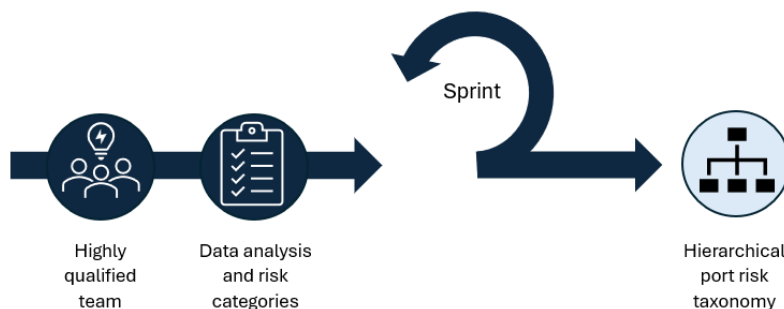 Sprint
Highly
qualified
team
Data analysis
and risk
categories
Hierarchical
port risk
taxonomy